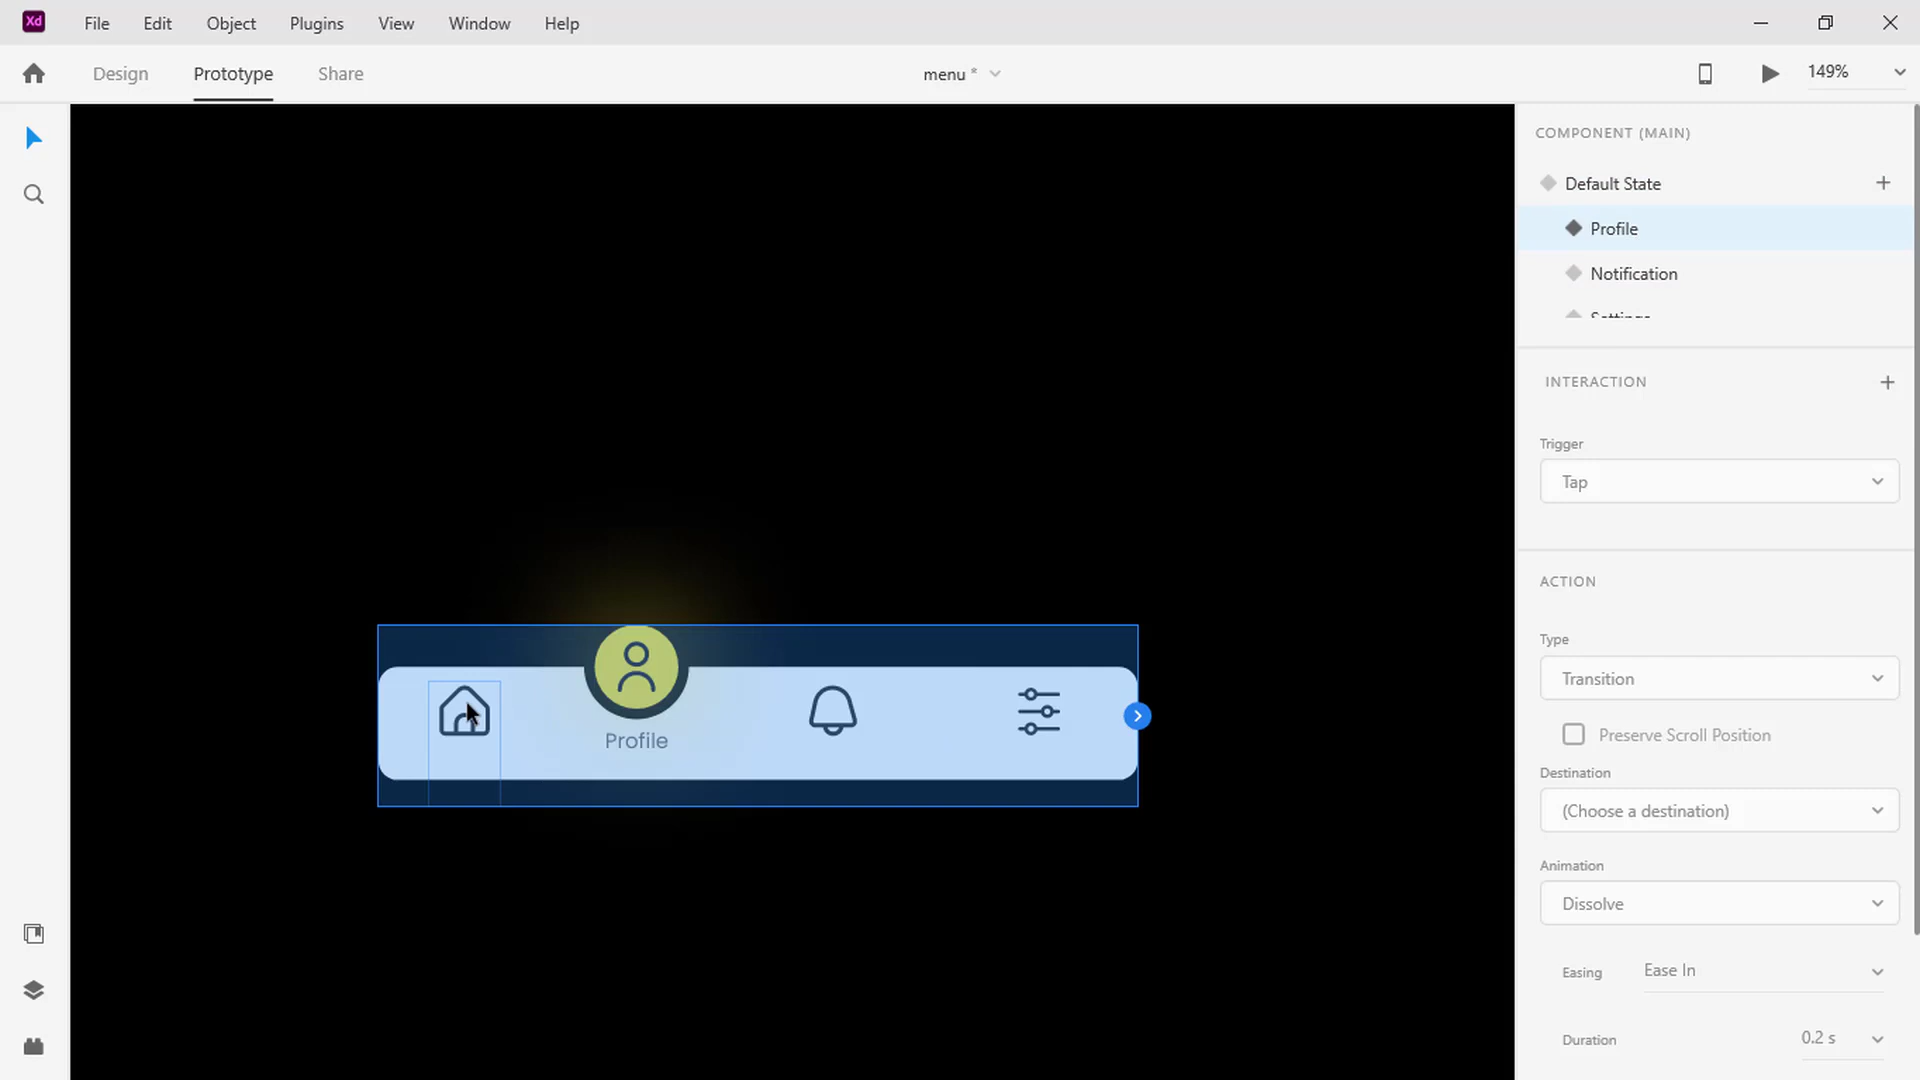 Xd File Edit Object Plugins View Window Help
Design Prototype Share menu * 149%
COMPONENT (MAIN)
Default State
Profile
Notification
Settings
INTERACTION
Trigger
Tap
ACTION
Type
Transition
Preserve Scroll Position
Destination
(Choose a destination)
Animation
Dissolve
Easing Ease In
Duration 0.2 s
Profile